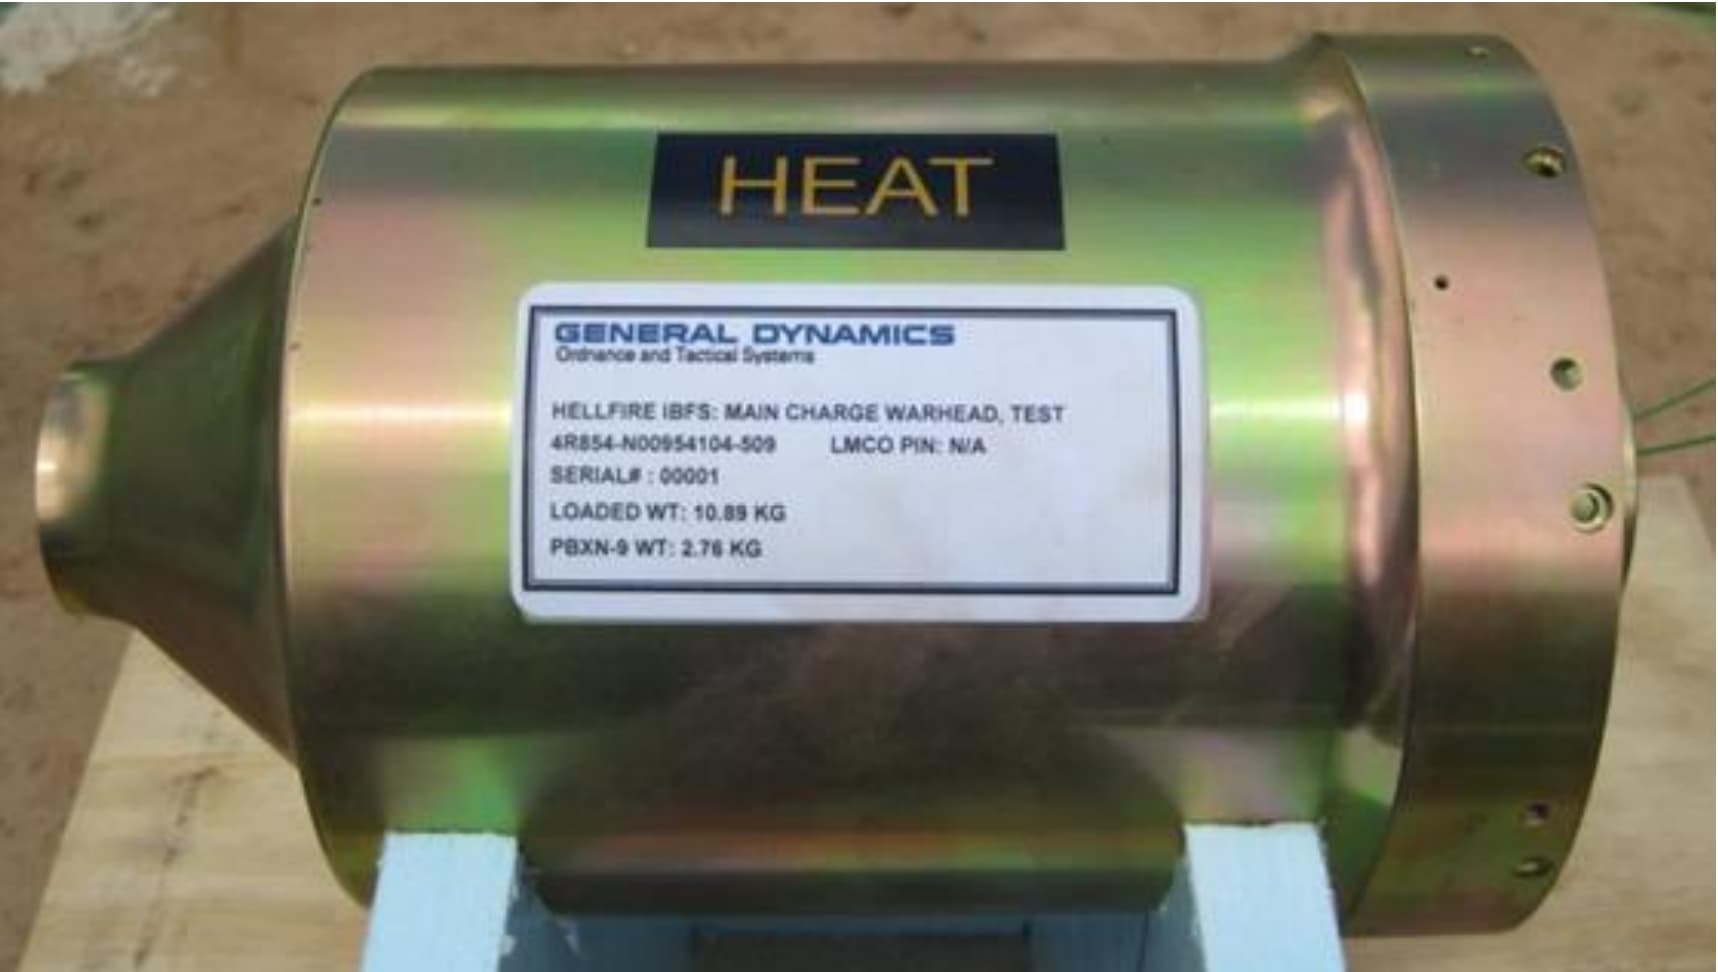 HEAT
GENERAL DYNAMICS
Ordnance and Tactical Systems
HELLFIRE IBFS: MAIN CHARGE WARHEAD, TEST
4R854-N00954104-509 LMCO PIN: N/A
SERIAL# : 00001
LOADED WT: 10.89 KG
PBXN-9 WT: 2.76 KG